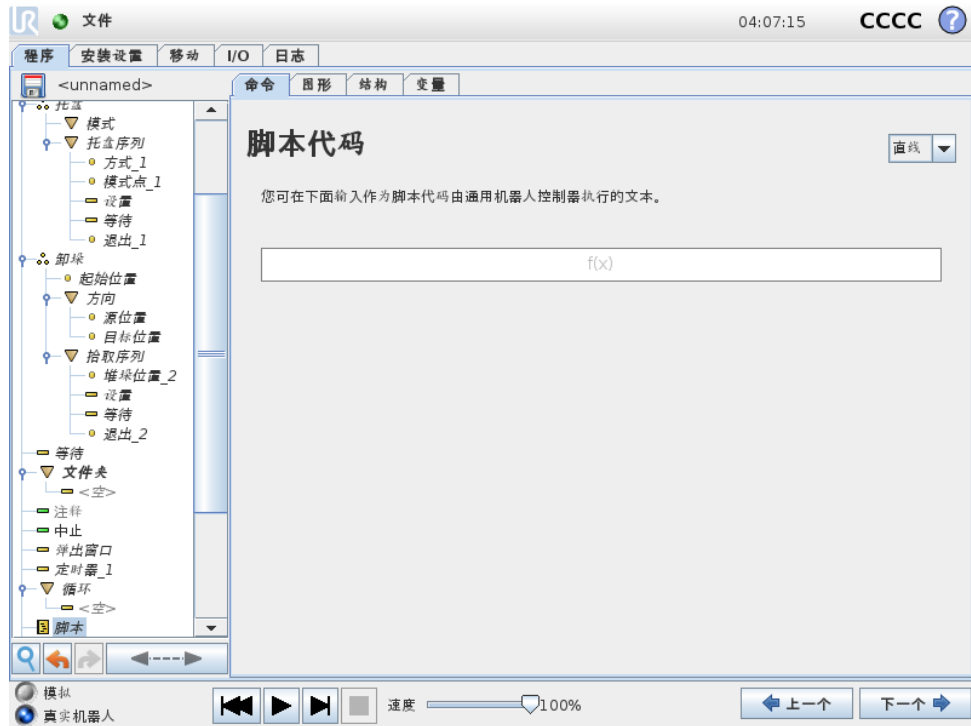 UR 文件 04:07:15 CCCC ?
程序 安装设置 移动 I/O 日志
<unnamed> 命令 图形 结构 变量
托盘
模式
托盒序列
方式_1
模式点_1
设置
等待
退出_1
卸垛
起始位置
方向
源位置
目标位置
拾取序列
堆垛位置_2
设置
等待
退出_2
等待
文件夹
<空>
注释
中止
弹出窗口
定时器_1
循环
<空>
脚本
脚本代码
直线
您可在下面输入作为脚本代码由通用机器人控制器执行的文本。
f(x)
模拟
真实机器人
速度 100%
上一个 下一个